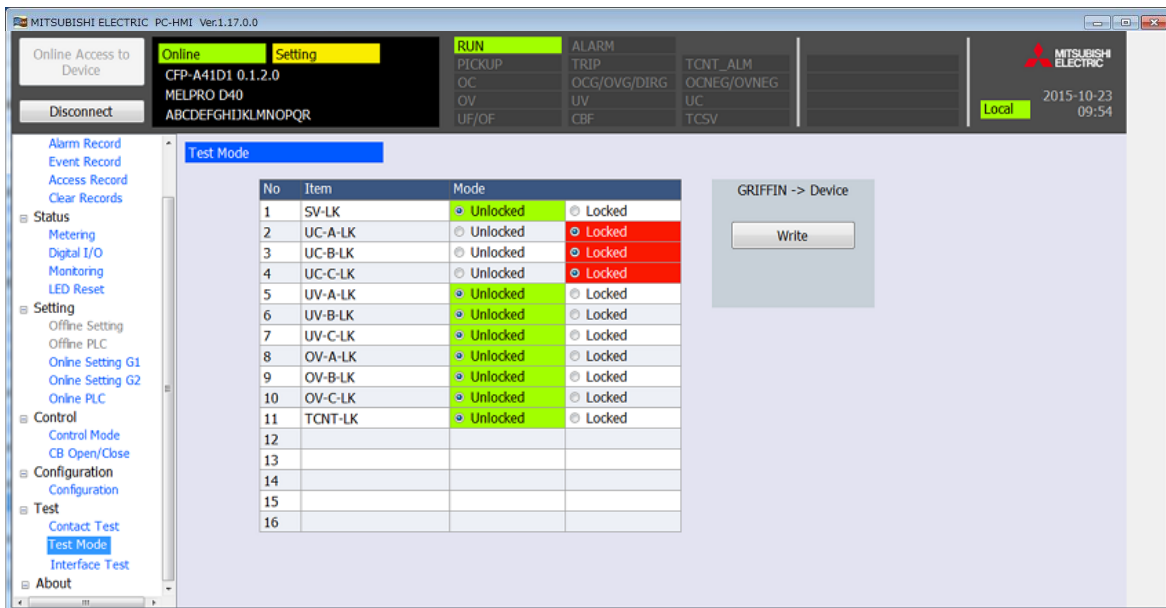 MITSUBISHI ELECTRIC PC-HMI Ver.1.17.0.0
Online Access to
Device
Disconnect
Online Setting
CFP-A41D1 0.1.2.0
MELPRO D40
ABCDEFGHIJKLMNOPQR
RUN ALARM
PICKUP TRIP TCNT_ALM
OC OCG/OVG/DIRG OCNEG/OVNEG
OV UV UC
UF/OF CBF TCSV
MITSUBISHI
ELECTRIC
2015-10-23
Local 09:54
Alarm Record
Event Record
Access Record
Clear Records
Status
Metering
Digital I/O
Monitoring
LED Reset
Setting
Offline Setting
Offline PLC
Online Setting G1
Online Setting G2
Online PLC
Control
Control Mode
CB Open/Close
Configuration
Configuration
Test
Contact Test
Test Mode
Interface Test
About
Test Mode
No Item Mode
1 SV-LK Unlocked Locked
2 UC-A-LK Unlocked Locked
3 UC-B-LK Unlocked Locked
4 UC-C-LK Unlocked Locked
5 UV-A-LK Unlocked Locked
6 UV-B-LK Unlocked Locked
7 UV-C-LK Unlocked Locked
8 OV-A-LK Unlocked Locked
9 OV-B-LK Unlocked Locked
10 OV-C-LK Unlocked Locked
11 TCNT-LK Unlocked Locked
12
13
14
15
16
GRIFFIN -> Device
Write